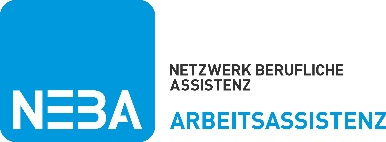 NEBA
NETZWERK BERUFLICHE
ASSISTENZ
ARBEITSASSISTENZ